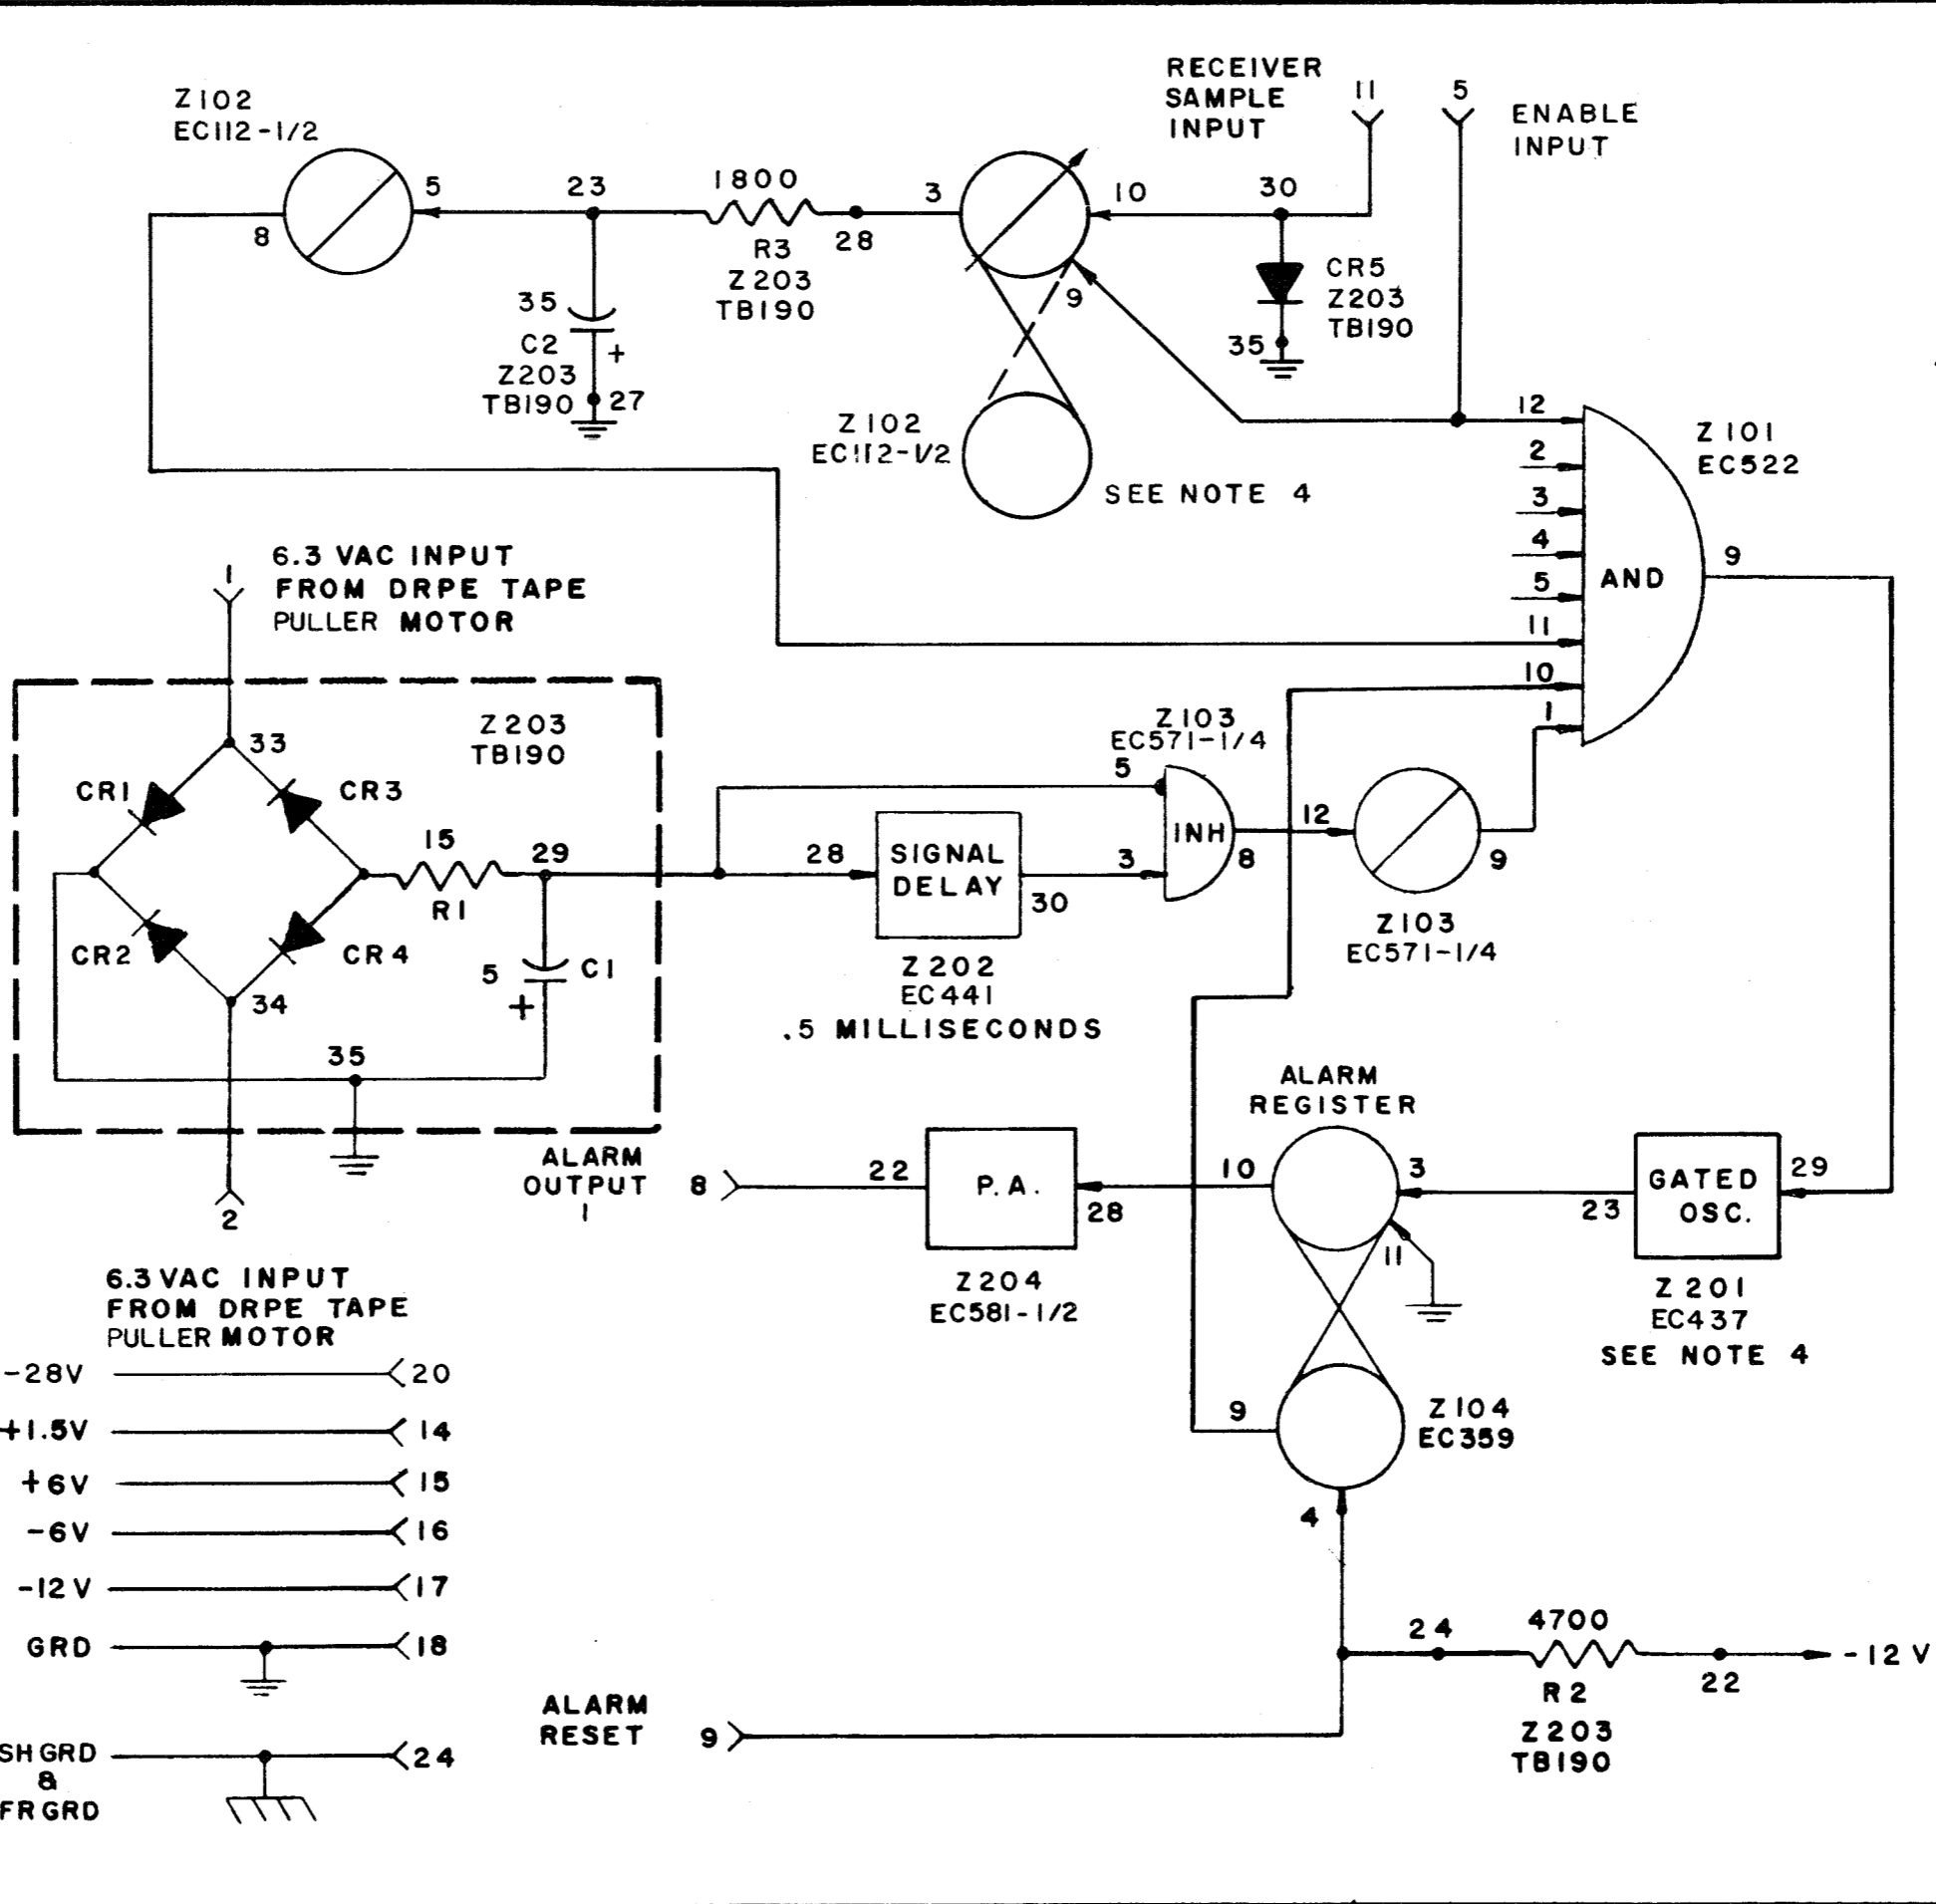 RECEIVER
SAMPLE
INPUT
11
5
ENABLE
INPUT
Z102
EC112-1/2
5
8
23
1800
28
R3
Z203
TB190
3
10
30
9
CR5
Z203
TB190
35
35
C2
+
Z203
TB190
27
Z102
EC112-1/2
SEE NOTE 4
12
2
3
4
5
11
10
1
AND
Z101
EC522
9
1
6.3 VAC INPUT
FROM DRPE TAPE
PULLER MOTOR
Z203
TB190
33
CR1
CR3
15
R1
29
CR2
CR4
34
5
C1
+
35
2
6.3 VAC INPUT
FROM DRPE TAPE
PULLER MOTOR
28
SIGNAL
DELAY
30
Z202
EC441
.5 MILLISECONDS
Z103
EC571-1/4
5
3
INH
8
12
9
Z103
EC571-1/4
ALARM
OUTPUT
1
8
22
P.A.
28
Z204
EC581-1/2
ALARM
REGISTER
10
3
11
23
GATED
OSC.
29
Z201
EC437
SEE NOTE 4
9
Z104
EC359
4
-28V
20
+1.5V
14
+6V
15
-6V
16
-12V
17
GRD
18
SH GRD
&
FR GRD
24
ALARM
RESET
9
24
4700
R2
Z203
TB190
22
-12V